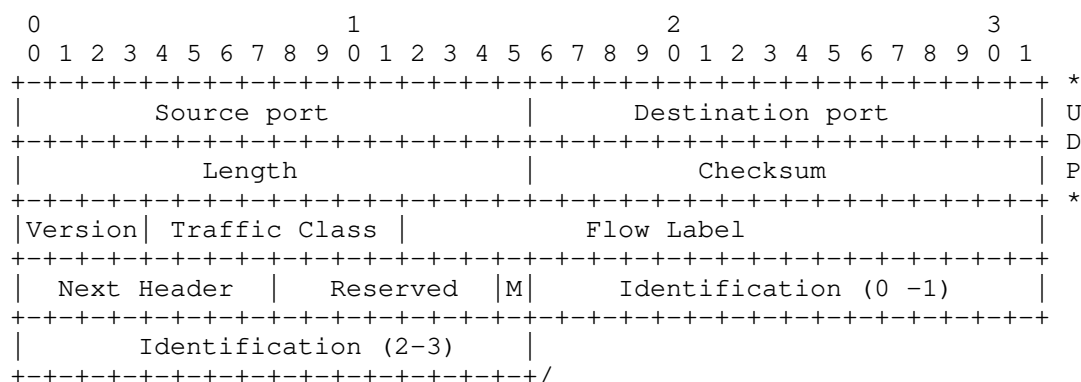 0                   1                   2                   3
 0 1 2 3 4 5 6 7 8 9 0 1 2 3 4 5 6 7 8 9 0 1 2 3 4 5 6 7 8 9 0 1
+-+-+-+-+-+-+-+-+-+-+-+-+-+-+-+-+-+-+-+-+-+-+-+-+-+-+-+-+-+-+-+-+ *
|        Source port            |      Destination port         | U
+-+-+-+-+-+-+-+-+-+-+-+-+-+-+-+-+-+-+-+-+-+-+-+-+-+-+-+-+-+-+-+-+ D
|           Length              |          Checksum             | P
+-+-+-+-+-+-+-+-+-+-+-+-+-+-+-+-+-+-+-+-+-+-+-+-+-+-+-+-+-+-+-+-+ *
|Version| Traffic Class |           Flow Label                  |
+-+-+-+-+-+-+-+-+-+-+-+-+-+-+-+-+-+-+-+-+-+-+-+-+-+-+-+-+-+-+-+-+
|  Next Header  |   Reserved  |M|     Identification (0 -1)     |
+-+-+-+-+-+-+-+-+-+-+-+-+-+-+-+-+-+-+-+-+-+-+-+-+-+-+-+-+-+-+-+-+
|       Identification (2-3)    |
+-+-+-+-+-+-+-+-+-+-+-+-+-+-+-+-+/